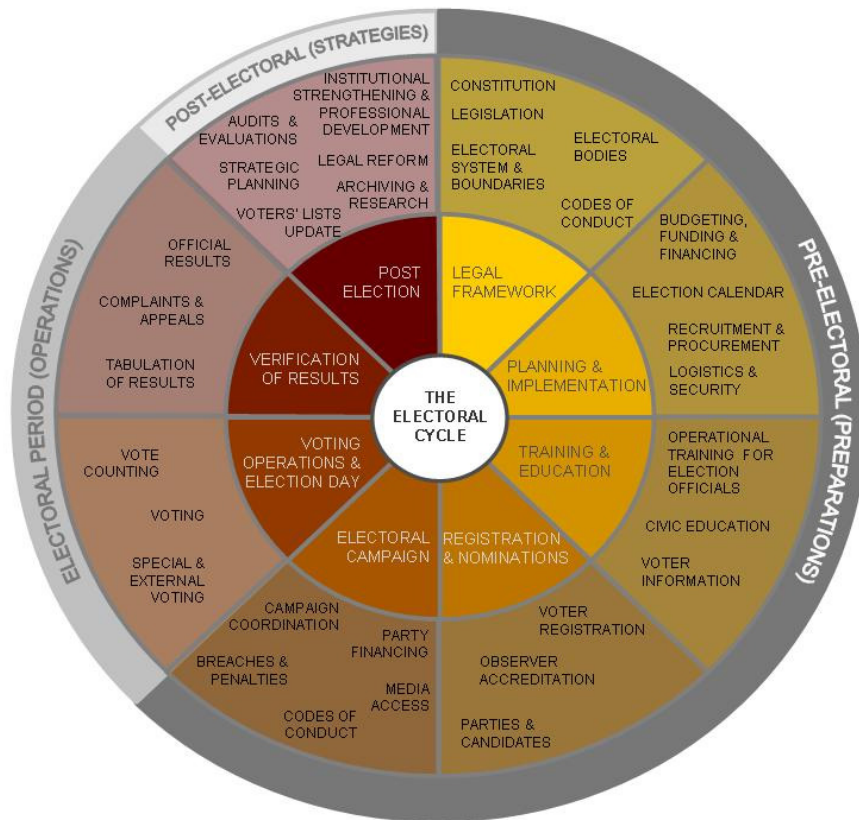 POST-ELECTORAL (STRATEGIES)
PRE-ELECTORAL (PREPARATIONS)
ELECTORAL PERIOD (OPERATIONS)
THE
ELECTORAL
CYCLE
LEGAL
FRAMEWORK
CONSTITUTION
LEGISLATION
ELECTORAL
SYSTEM &
BOUNDARIES
ELECTORAL
BODIES
CODES OF
CONDUCT
PLANNING &
IMPLEMENTATION
BUDGETING,
FUNDING &
FINANCING
ELECTION CALENDAR
RECRUITMENT &
PROCUREMENT
LOGISTICS &
SECURITY
TRAINING &
EDUCATION
OPERATIONAL
TRAINING FOR
ELECTION
OFFICIALS
CIVIC EDUCATION
VOTER
INFORMATION
REGISTRATION
& NOMINATIONS
VOTER
REGISTRATION
OBSERVER
ACCREDITATION
PARTIES &
CANDIDATES
ELECTORAL
CAMPAIGN
CAMPAIGN
COORDINATION
PARTY
FINANCING
BREACHES &
PENALTIES
MEDIA
ACCESS
CODES OF
CONDUCT
VOTING
OPERATIONS &
ELECTION DAY
VOTE
COUNTING
VOTING
SPECIAL &
EXTERNAL
VOTING
VERIFICATION
OF RESULTS
OFFICIAL
RESULTS
COMPLAINTS &
APPEALS
TABULATION
OF RESULTS
POST
ELECTION
INSTITUTIONAL
STRENGTHENING &
PROFESSIONAL
DEVELOPMENT
AUDITS &
EVALUATIONS
LEGAL REFORM
STRATEGIC
PLANNING
ARCHIVING &
RESEARCH
VOTERS' LISTS
UPDATE